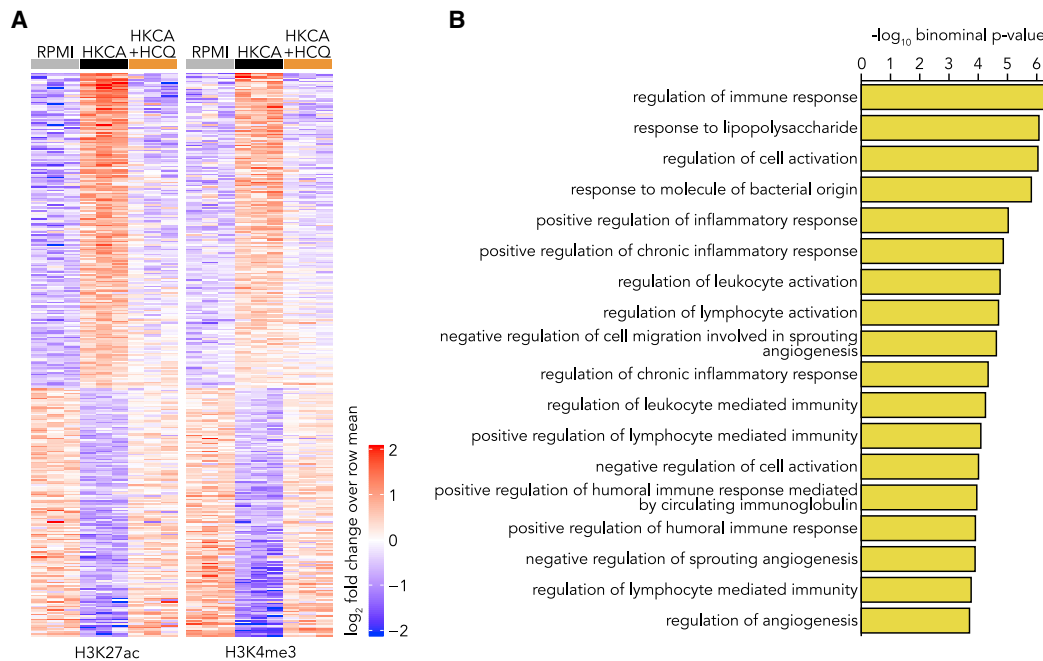 A
RPMI HKCA HKCA
+HCQ
RPMI HKCA HKCA
+HCQ
log2 fold change over row mean
2
1
0
−1
−2
H3K27ac
H3K4me3
B
-log10 binominal p-value
0 1 2 3 4 5 6
regulation of immune response
response to lipopolysaccharide
regulation of cell activation
response to molecule of bacterial origin
positive regulation of inflammatory response
positive regulation of chronic inflammatory response
regulation of leukocyte activation
regulation of lymphocyte activation
negative regulation of cell migration involved in sprouting
angiogenesis
regulation of chronic inflammatory response
regulation of leukocyte mediated immunity
positive regulation of lymphocyte mediated immunity
negative regulation of cell activation
positive regulation of humoral immune response mediated
by circulating immunoglobulin
positive regulation of humoral immune response
negative regulation of sprouting angiogenesis
regulation of lymphocyte mediated immunity
regulation of angiogenesis